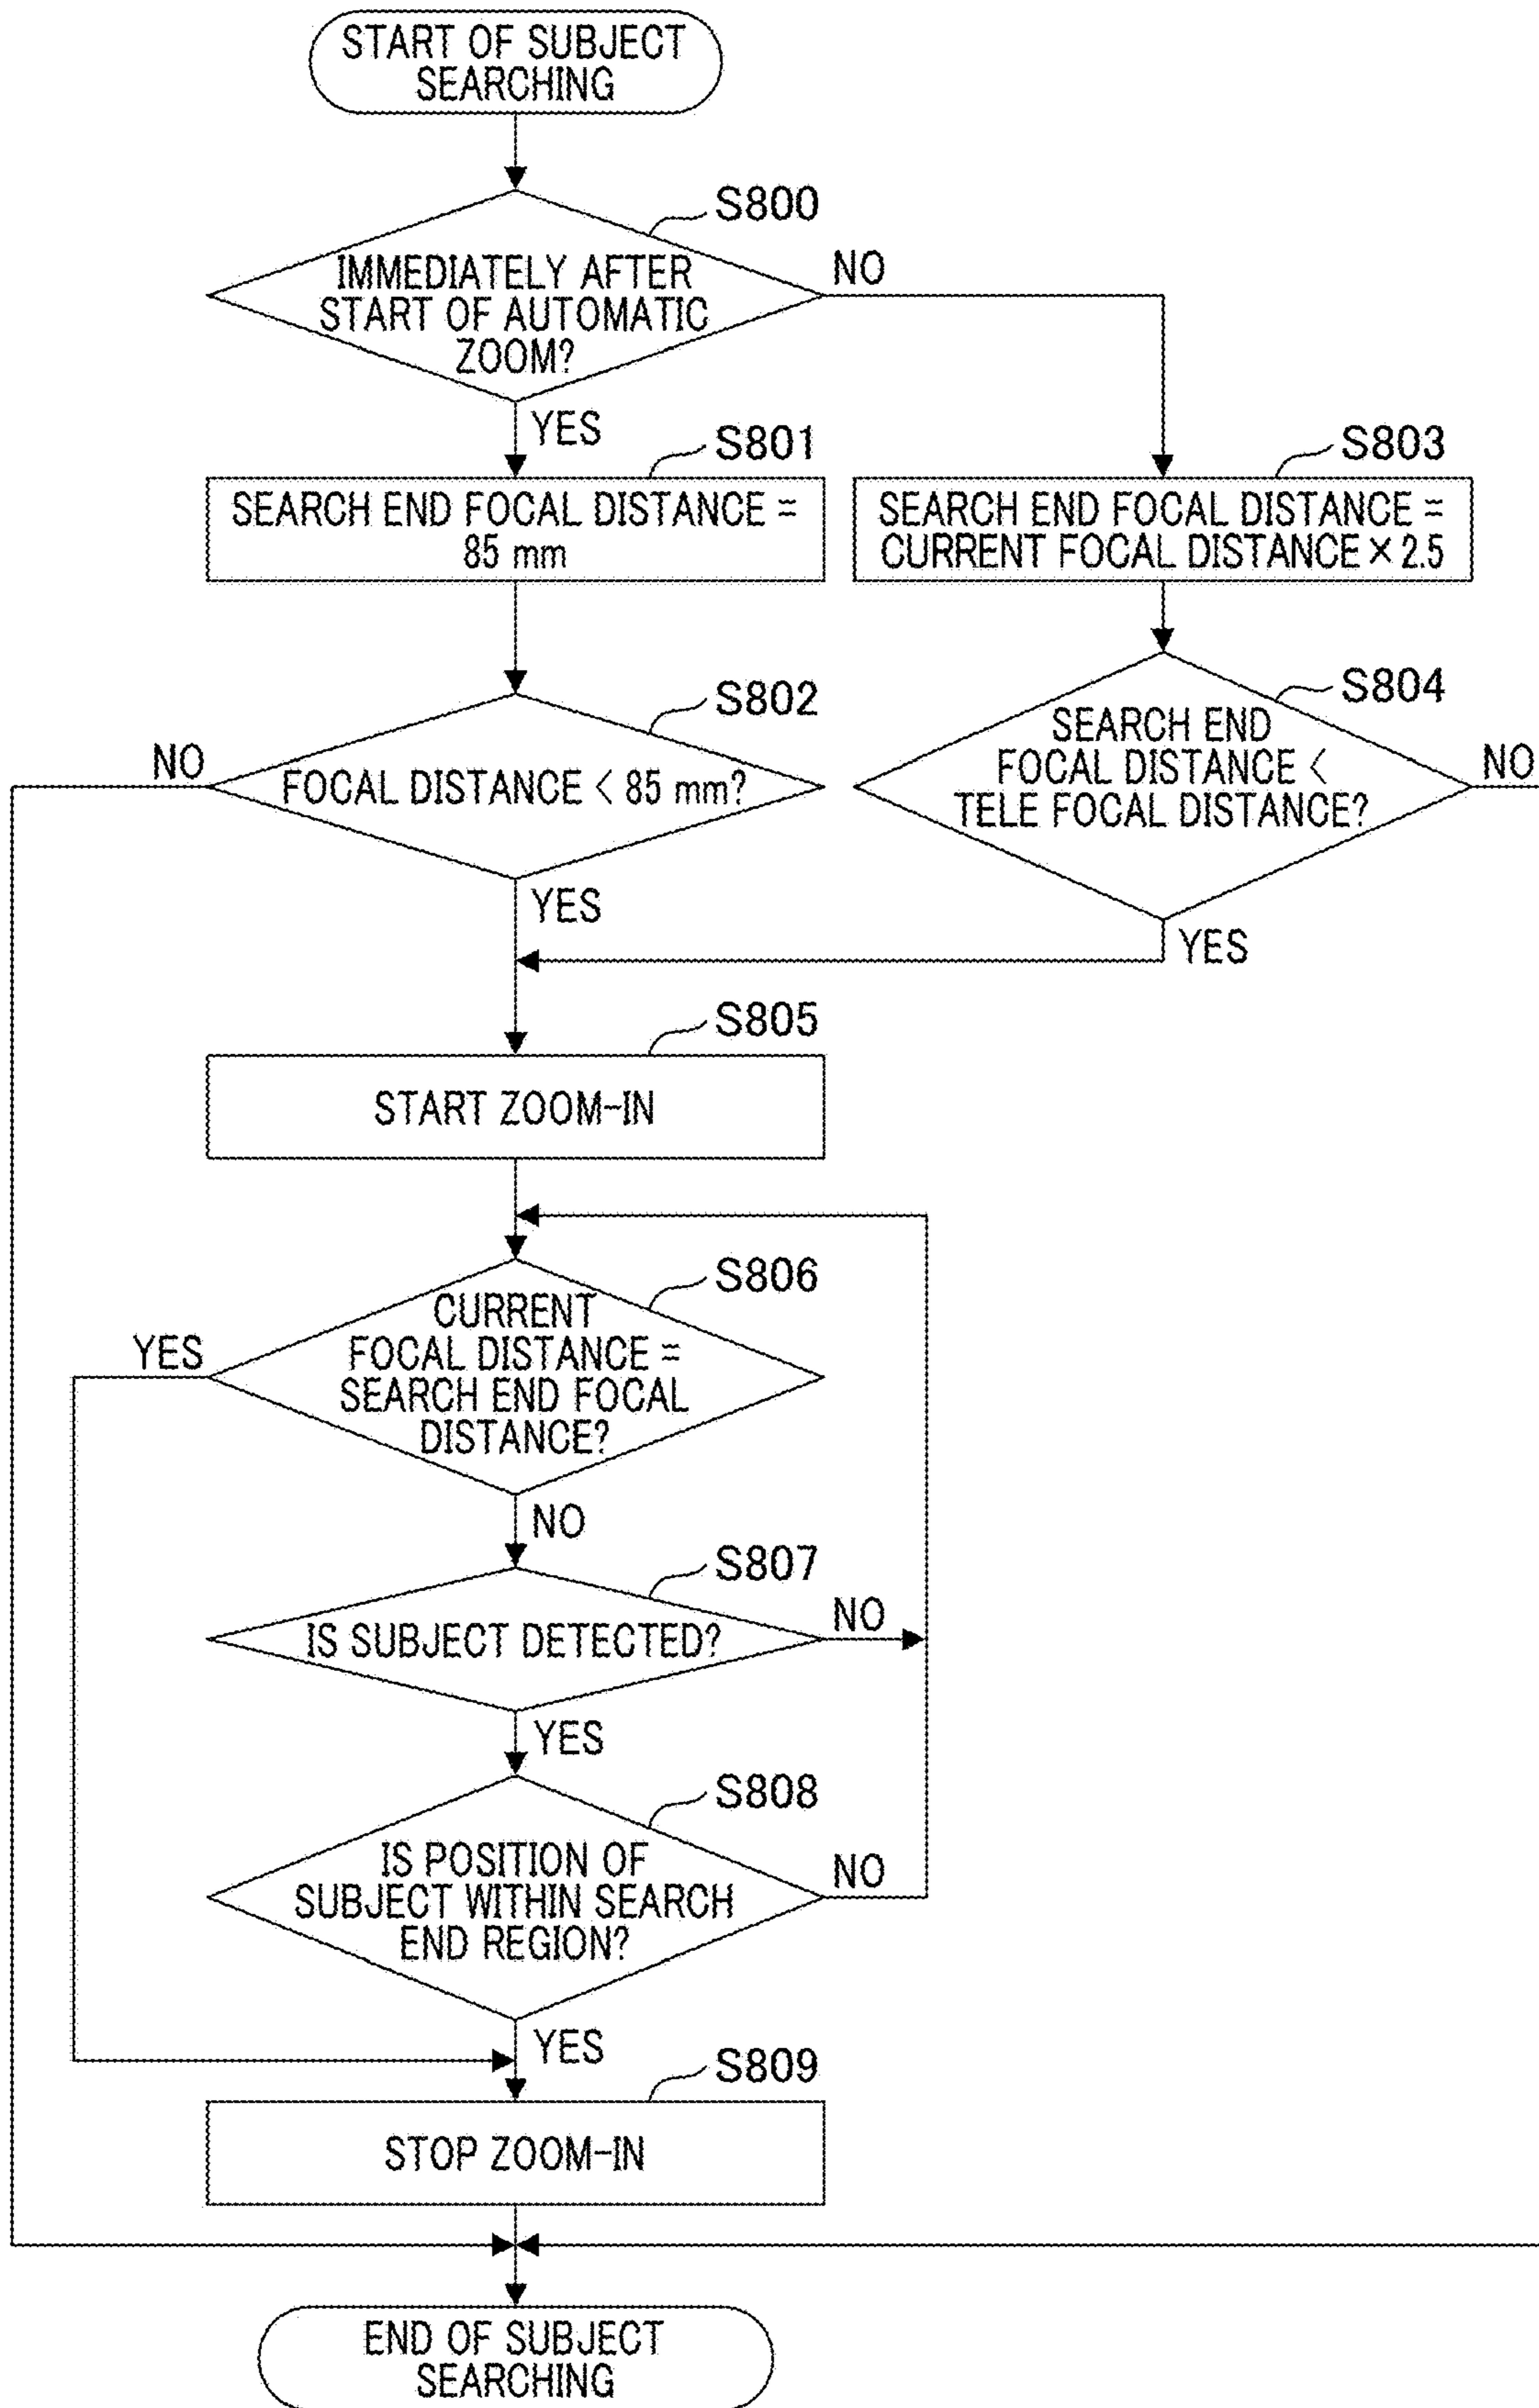 START OF SUBJECT
SEARCHING
S800
IMMEDIATELY AFTER
START OF AUTOMATIC
ZOOM?
NO
YES
S801
SEARCH END FOCAL DISTANCE =
85 mm
S803
SEARCH END FOCAL DISTANCE =
CURRENT FOCAL DISTANCE × 2.5
S802
NO
FOCAL DISTANCE < 85 mm?
YES
S804
SEARCH END
FOCAL DISTANCE <
TELE FOCAL DISTANCE?
NO
YES
S805
START ZOOM-IN
S806
CURRENT
FOCAL DISTANCE =
SEARCH END FOCAL
DISTANCE?
YES
NO
S807
IS SUBJECT DETECTED?
NO
YES
S808
IS POSITION OF
SUBJECT WITHIN SEARCH
END REGION?
NO
YES
S809
STOP ZOOM-IN
END OF SUBJECT
SEARCHING